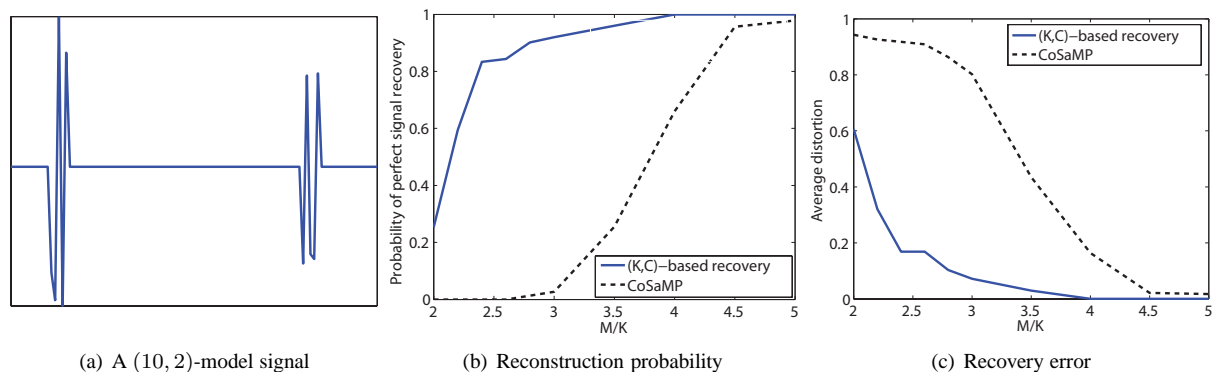 1
0.8
0.6
0.4
0.2
0
Probability of perfect signal recovery
(K,C)−based recovery
CoSaMP
2 2.5 3 3.5 4 4.5 5
M/K
1
0.8
0.6
0.4
0.2
0
Average distortion
(K,C)−based recovery
CoSaMP
2 2.5 3 3.5 4 4.5 5
M/K
(a) A (10, 2)-model signal
(b) Reconstruction probability
(c) Recovery error